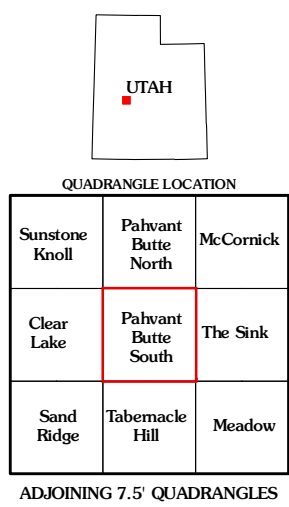 UTAH
QUADRANGLE LOCATION
Sunstone
Knoll
Pahvant
Butte
North
McCornick
Clear
Lake
Pahvant
Butte
South
The Sink
Sand
Ridge
Tabernacle
Hill
Meadow
ADJOINING 7.5' QUADRANGLES